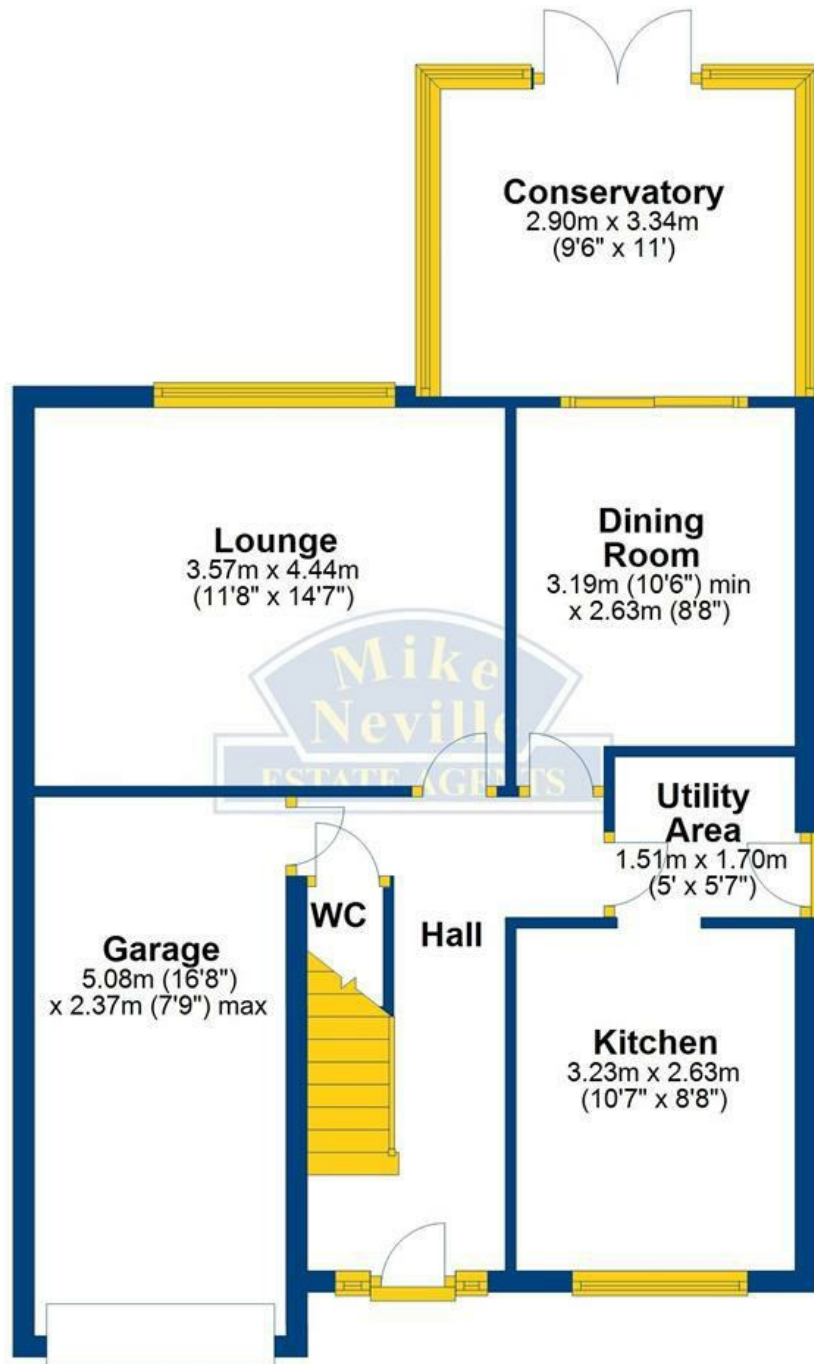 Conservatory
2.90m x 3.34m
(9'6" x 11')
Lounge
3.57m x 4.44m
(11'8" x 14'7")
Dining
Room
3.19m (10'6") min
x 2.63m (8'8")
Mike
Neville
ESTATE AGENTS
Utility
Area
1.51m x 1.70m
(5' x 5'7")
WC
Hall
Garage
5.08m (16'8")
x 2.37m (7'9") max
Kitchen
3.23m x 2.63m
(10'7" x 8'8")